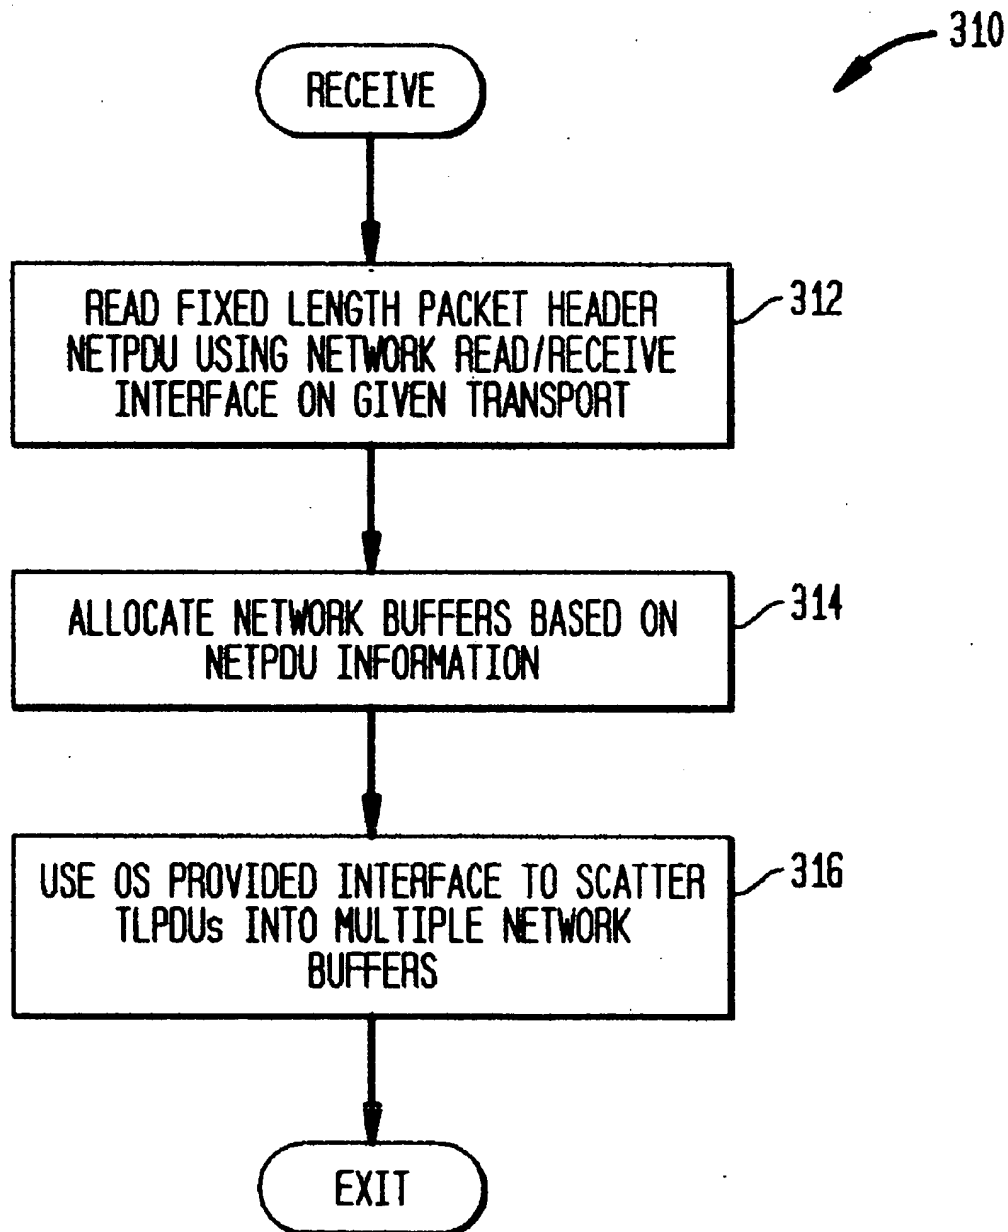 310
RECEIVE
READ FIXED LENGTH PACKET HEADER
NETPDU USING NETWORK READ/RECEIVE
INTERFACE ON GIVEN TRANSPORT
312
ALLOCATE NETWORK BUFFERS BASED ON
NETPDU INFORMATION
314
USE OS PROVIDED INTERFACE TO SCATTER
TLPDUs INTO MULTIPLE NETWORK
BUFFERS
316
EXIT